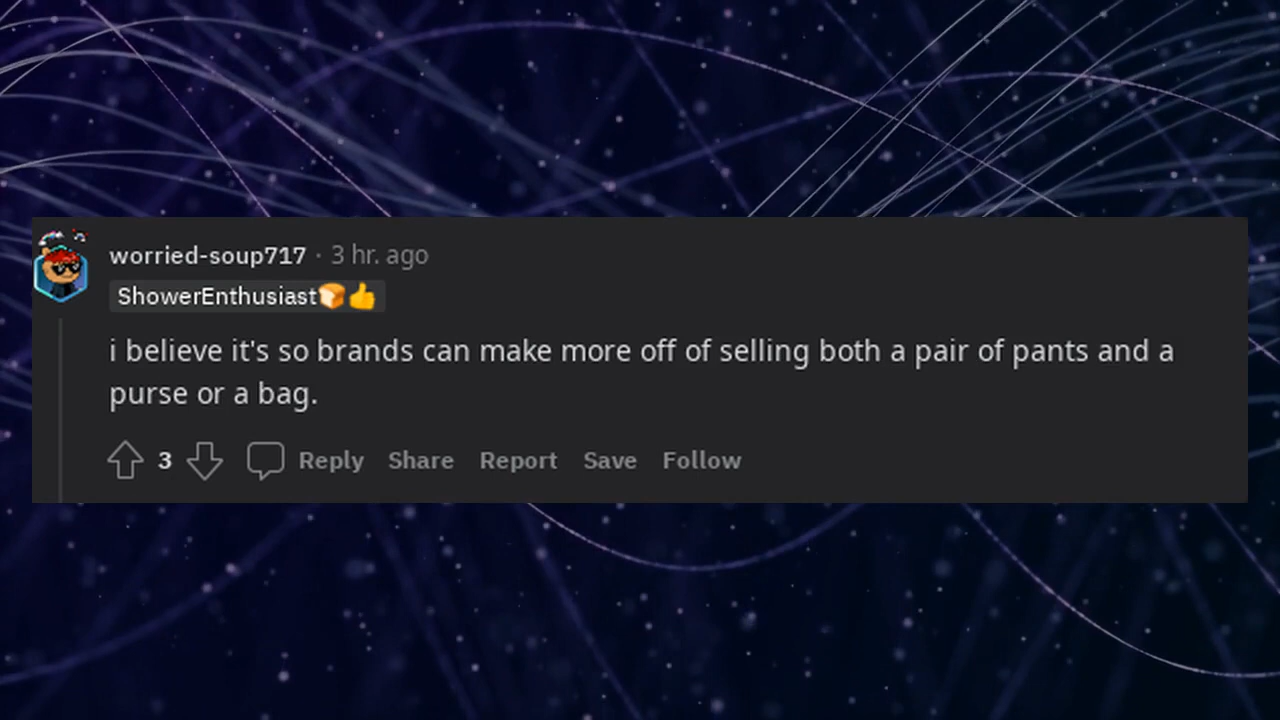 worried-soup717 · 3 hr. ago
ShowerEnthusiast🍞👍
i believe it's so brands can make more off of selling both a pair of pants and a
purse or a bag.
3 Reply Share Report Save Follow